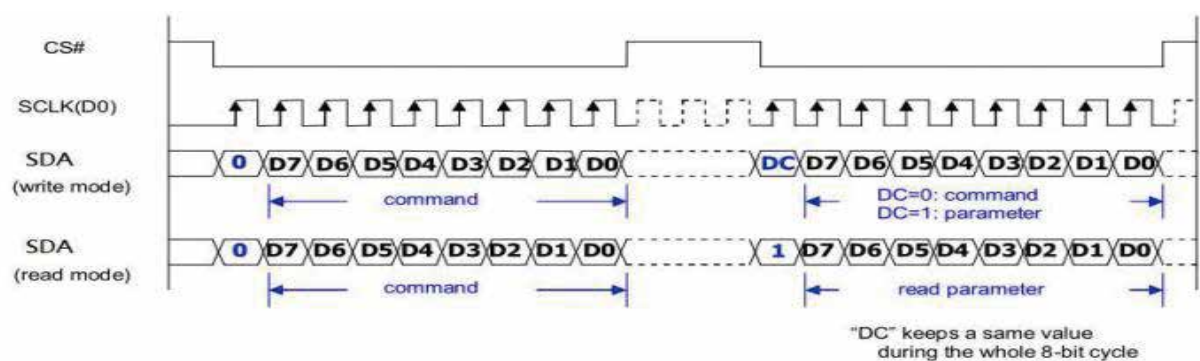 CS#
SCLK(D0)
SDA
(write mode)
0 D7 D6 D5 D4 D3 D2 D1 D0 DC D7 D6 D5 D4 D3 D2 D1 D0
command
DC=0: command
DC=1: parameter
SDA
(read mode)
0 D7 D6 D5 D4 D3 D2 D1 D0 1 D7 D6 D5 D4 D3 D2 D1 D0
command
read parameter
"DC" keeps a same value
during the whole 8-bit cycle